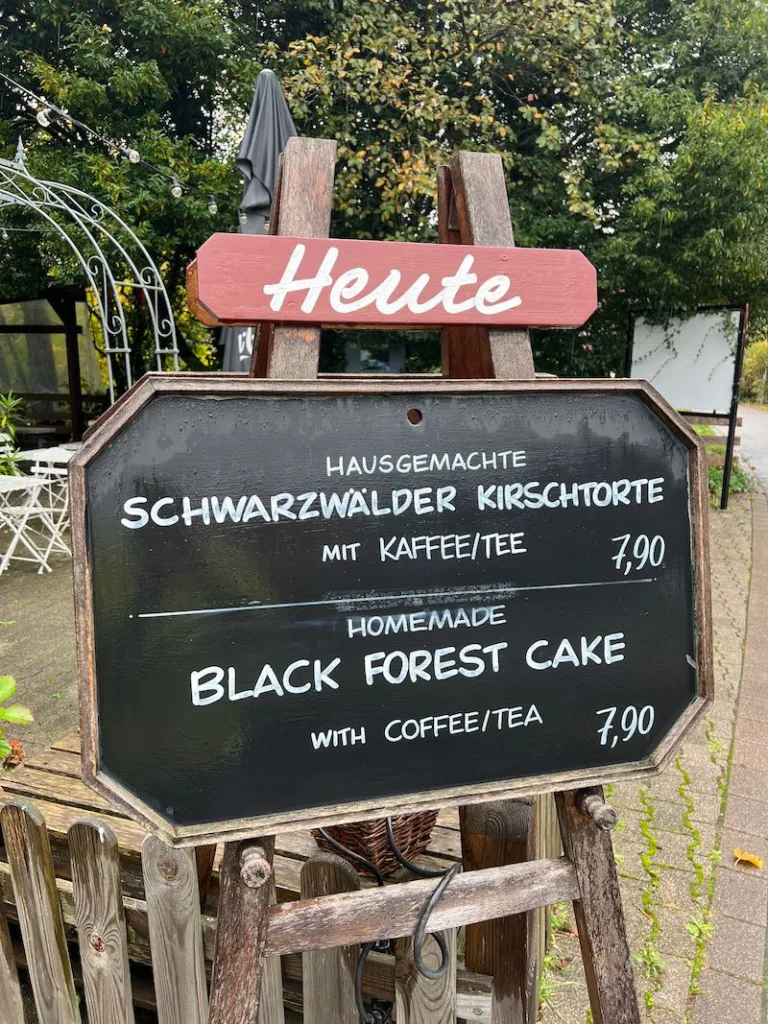 Heute
HAUSGEMACHTE
SCHWARZWÄLDER KIRSCHTORTE
MIT KAFFEE/TEE 7,90
HOMEMADE
BLACK FOREST CAKE
WITH COFFEE/TEA 7,90